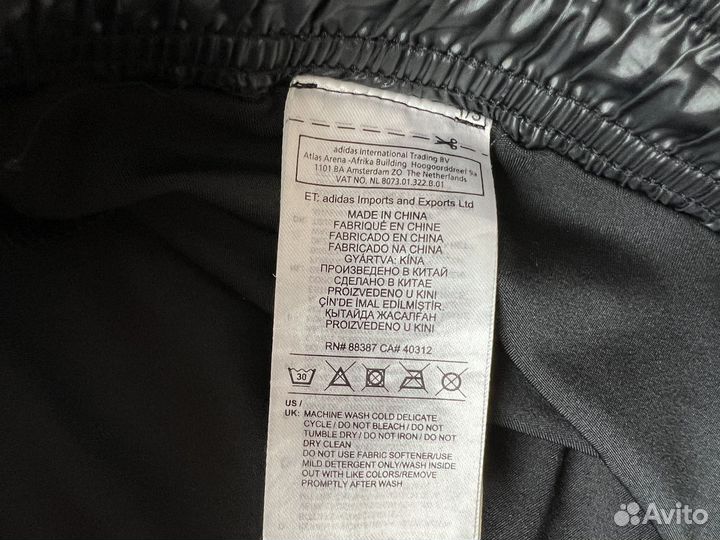 1/3
adidas International Trading BV
Atlas Arena -Afrika Building Hoogoorddreef 9a
1101 BA Amsterdam ZO The Netherlands
VAT NO, NL 8073.01.322.B.01
ET: adidas Imports and Exports Ltd
MADE IN CHINA
FABRIQUÉ EN CHINE
FABRICADO EN CHINA
FABRICADO NA CHINA
GYÁRTVA: KÍNA
ПРОИЗВЕДЕНО В КИТАЙ
СДЕЛАНО В КИТАЕ
PROIZVEDENO U KINI
ÇİN'DE İMAL EDİLMİŞTİR.
ҚЫТАЙДА ЖАСАЛҒАН
PROIZVEDENO U KINI
RN# 88387 CA# 40312
30
US /
UK: MACHINE WASH COLD DELICATE
CYCLE / DO NOT BLEACH / DO NOT
TUMBLE DRY / DO NOT IRON / DO NOT
DRY CLEAN
DO NOT USE FABRIC SOFTENER/USE
MILD DETERGENT ONLY/WASH INSIDE
OUT WITH LIKE COLORS/REMOVE
PROMPTLY AFTER WASH
Avito